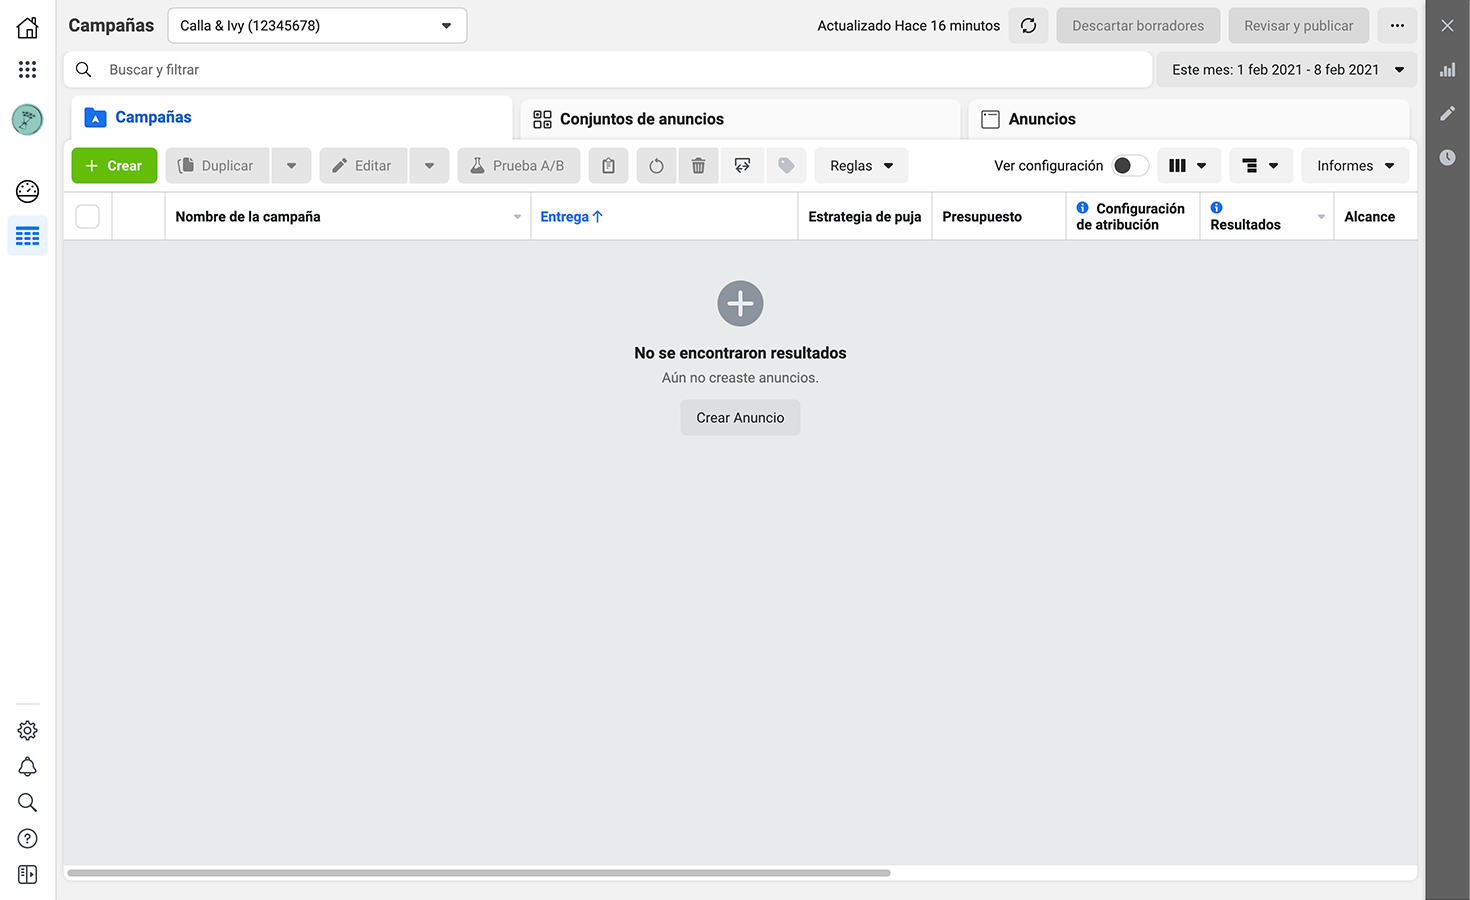 Campañas
Calla & Ivy (12345678)
Actualizado Hace 16 minutos
Descartar borradores
Revisar y publicar
Buscar y filtrar
Este mes: 1 feb 2021 - 8 feb 2021
Campañas
Conjuntos de anuncios
Anuncios
+ Crear
Duplicar
Editar
Prueba A/B
Reglas
Ver configuración
Informes
Nombre de la campaña
Entrega ↑
Estrategia de puja
Presupuesto
Configuración
de atribución
Resultados
Alcance
No se encontraron resultados
Aún no creaste anuncios.
Crear Anuncio